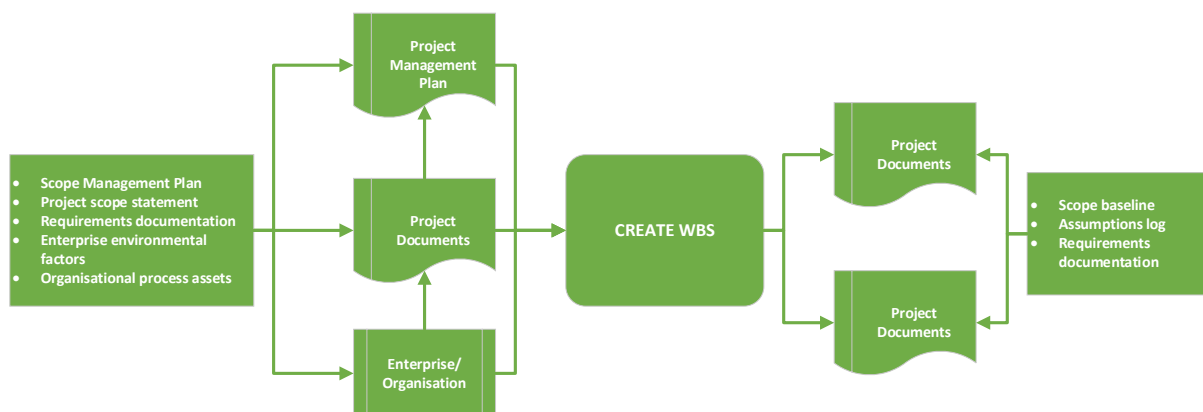 Project
Management
Plan
• Scope Management Plan
• Project scope statement
• Requirements documentation
• Enterprise environmental
factors
• Organisational process assets
Project
Documents
Enterprise/
Organisation
CREATE WBS
Project
Documents
Project
Documents
• Scope baseline
• Assumptions log
• Requirements
documentation